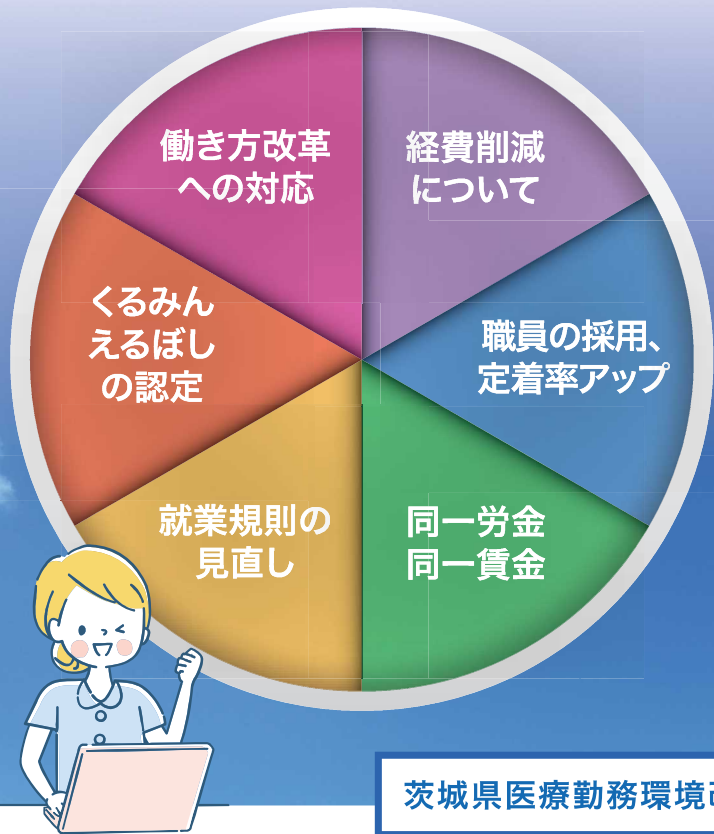 働き方改革
への対応
経費削減
について
くるみん
えるぼし
の認定
職員の採用、
定着率アップ
就業規則の
見直し
同一労金
同一賃金
茨城県医療勤務環境